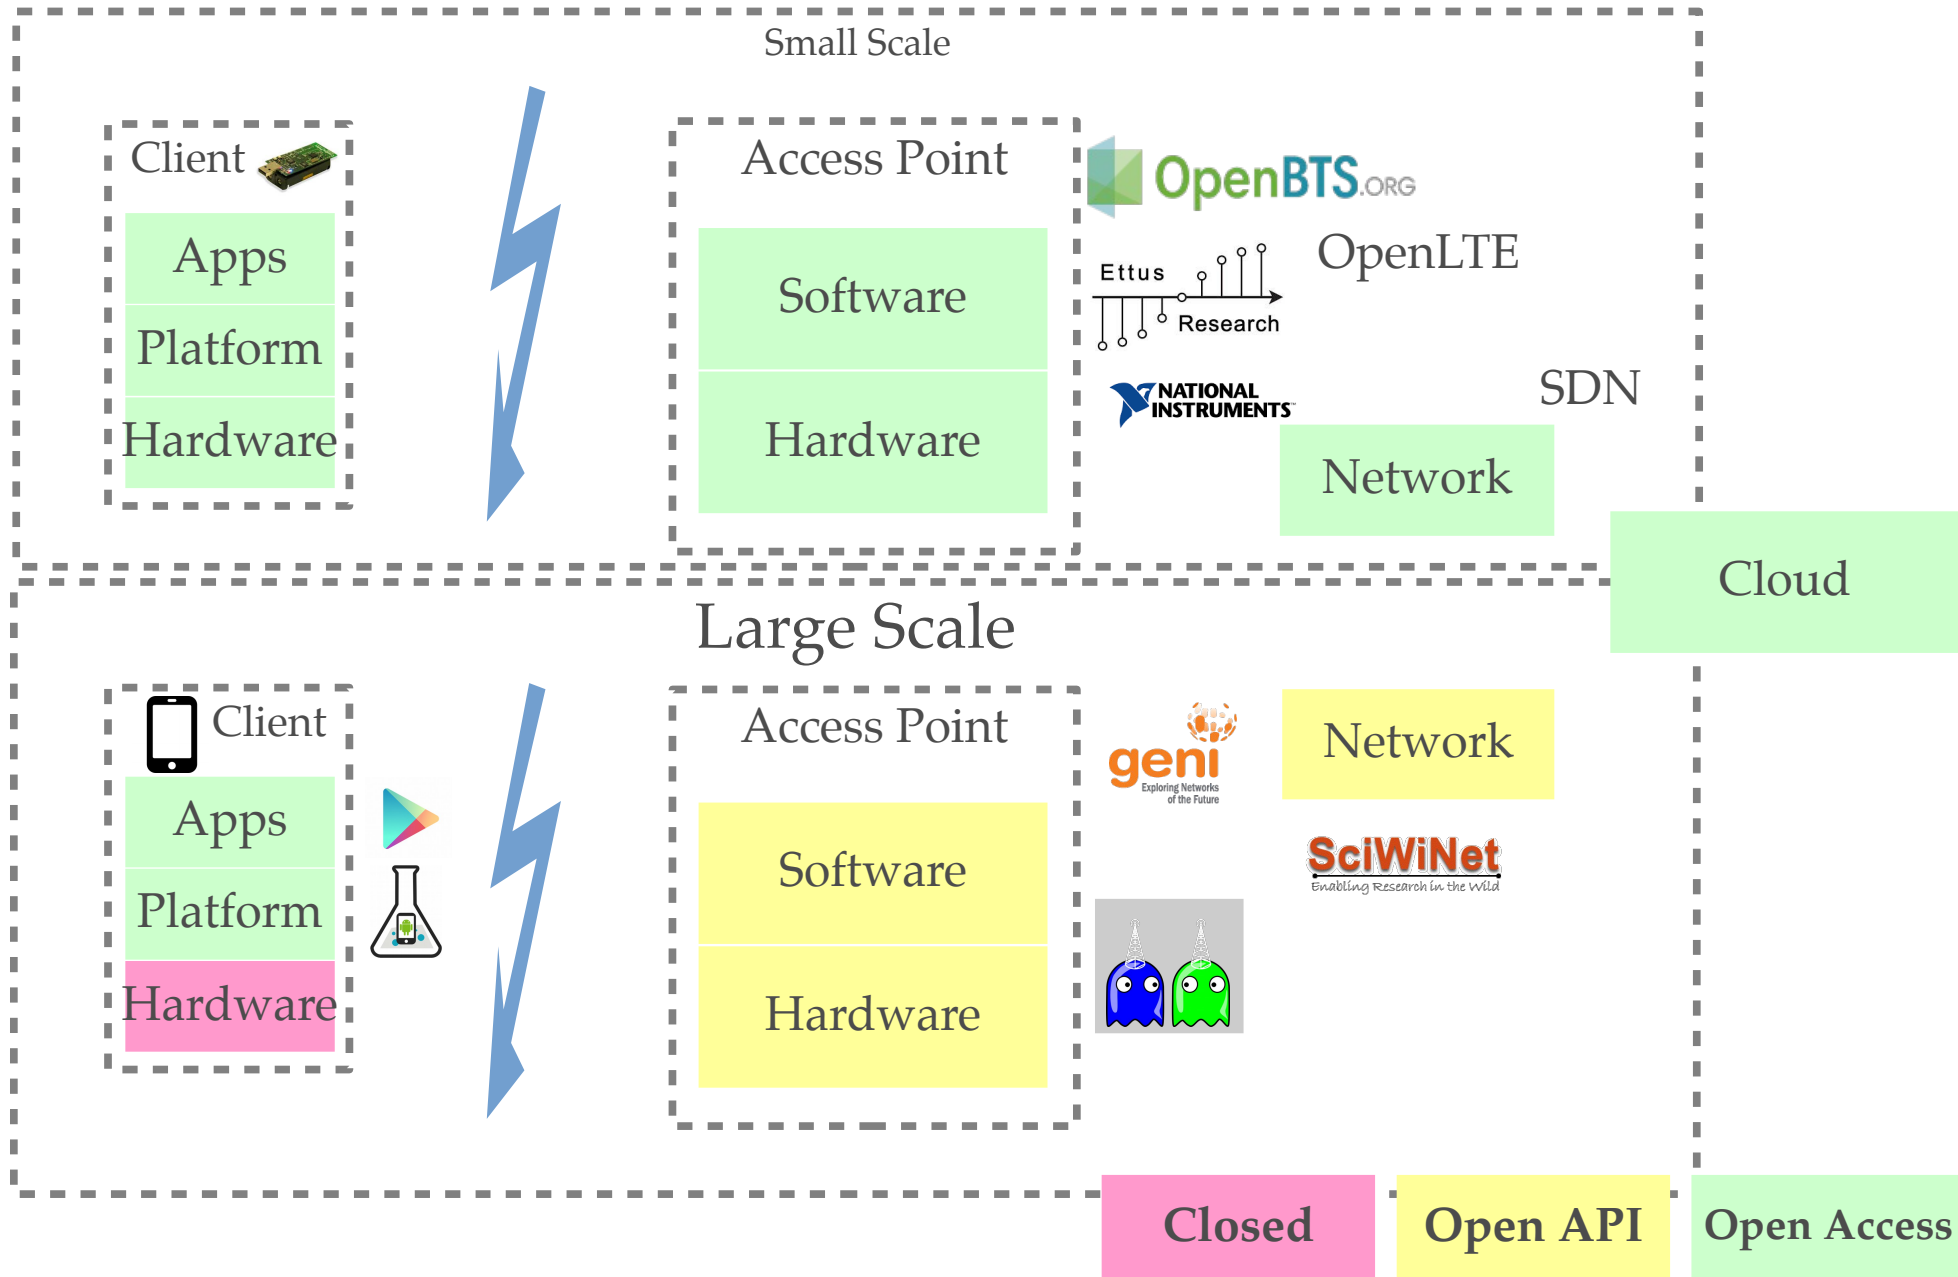 Small Scale
Client
Apps
Platform
Hardware
Access Point
Software
Hardware
OpenBTS.ORG
OpenLTE
Ettus
Research
NATIONAL
INSTRUMENTS™
SDN
Network
Cloud
Large Scale
Client
Apps
Platform
Hardware
Access Point
Software
Hardware
geni
Exploring Networks
of the Future
Network
SciWiNet
Enabling Research in the Wild
Closed
Open API
Open Access